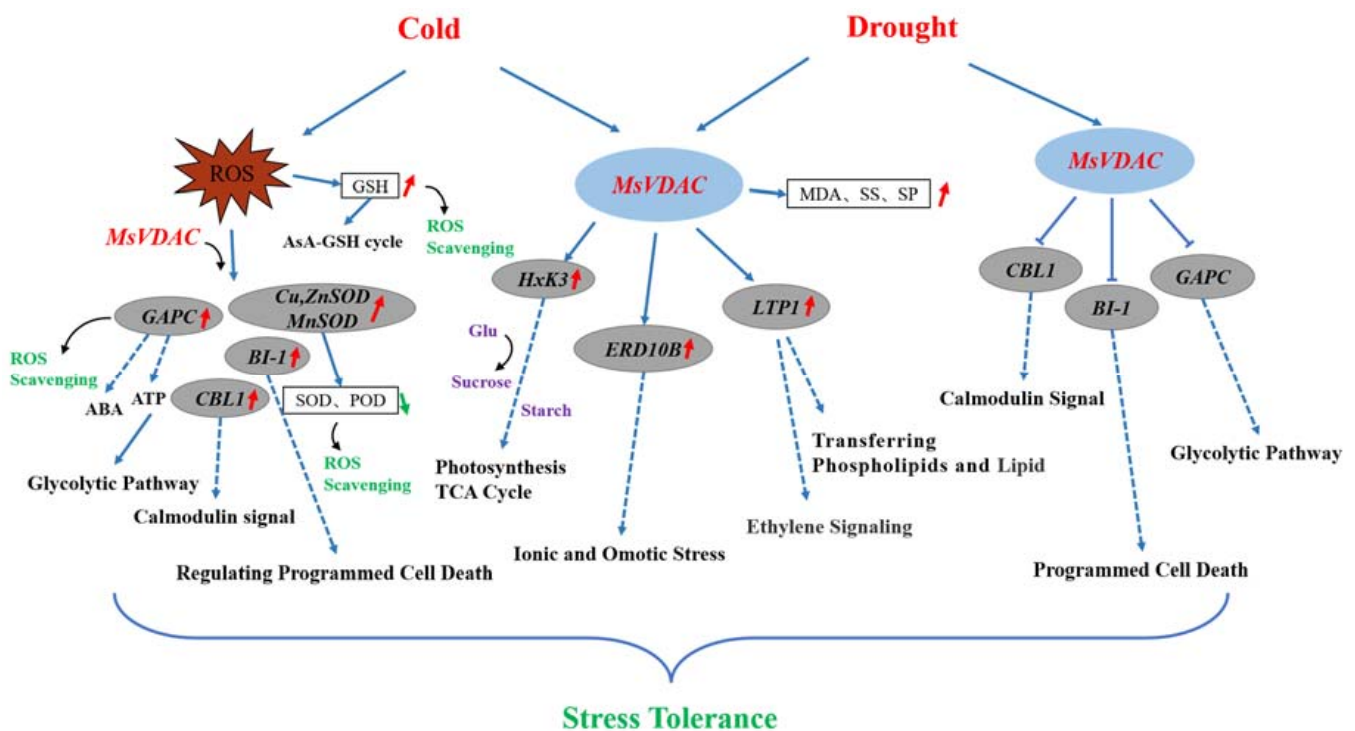 Cold
Drought
ROS
GSH
AsA-GSH cycle
ROS
Scavenging
MsVDAC
GAPC
Cu,ZnSOD
MnSOD
BI-1
CBL1
ROS
Scavenging
ABA
ATP
SOD、POD
ROS
Scavenging
Glycolytic Pathway
Calmodulin signal
Regulating Programmed Cell Death
MsVDAC
MDA、SS、SP
HxK3
ERD10B
LTP1
Glu
Sucrose
Starch
Photosynthesis
TCA Cycle
Ionic and Omotic Stress
Transferring
Phospholipids and Lipid
Ethylene Signaling
MsVDAC
CBL1
BI-1
GAPC
Calmodulin Signal
Glycolytic Pathway
Programmed Cell Death
Stress Tolerance